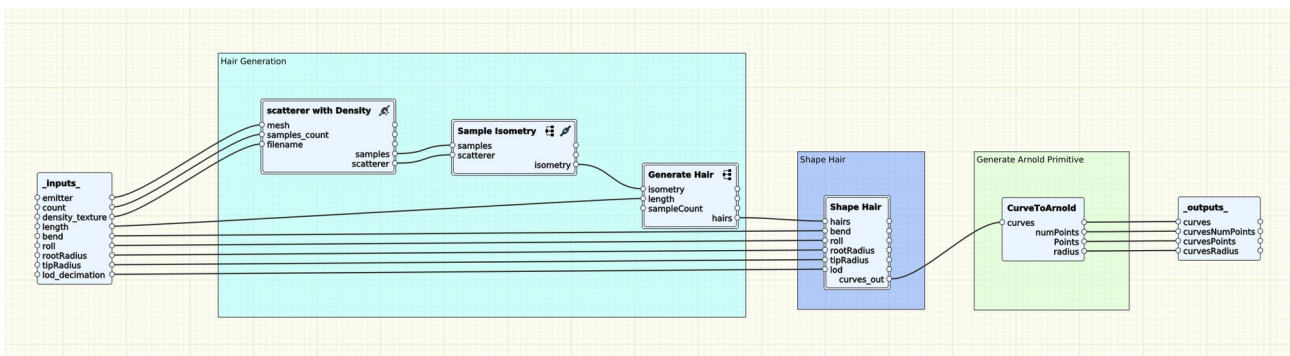 Hair Generation
scatterer with Density
mesh
samples_count
filename
samples
scatterer
Sample Isometry
samples
scatterer
isometry
Generate Hair
isometry
length
sampleCount
hairs
_inputs_
emitter
count
density_texture
length
bend
roll
rootRadius
tipRadius
lod_decimation
Shape Hair
Shape Hair
hairs
bend
roll
rootRadius
tipRadius
lod
curves_out
Generate Arnold Primitive
CurveToArnold
curves
numPoints
Points
radius
_outputs_
curves
curvesNumPoints
curvesPoints
curvesRadius